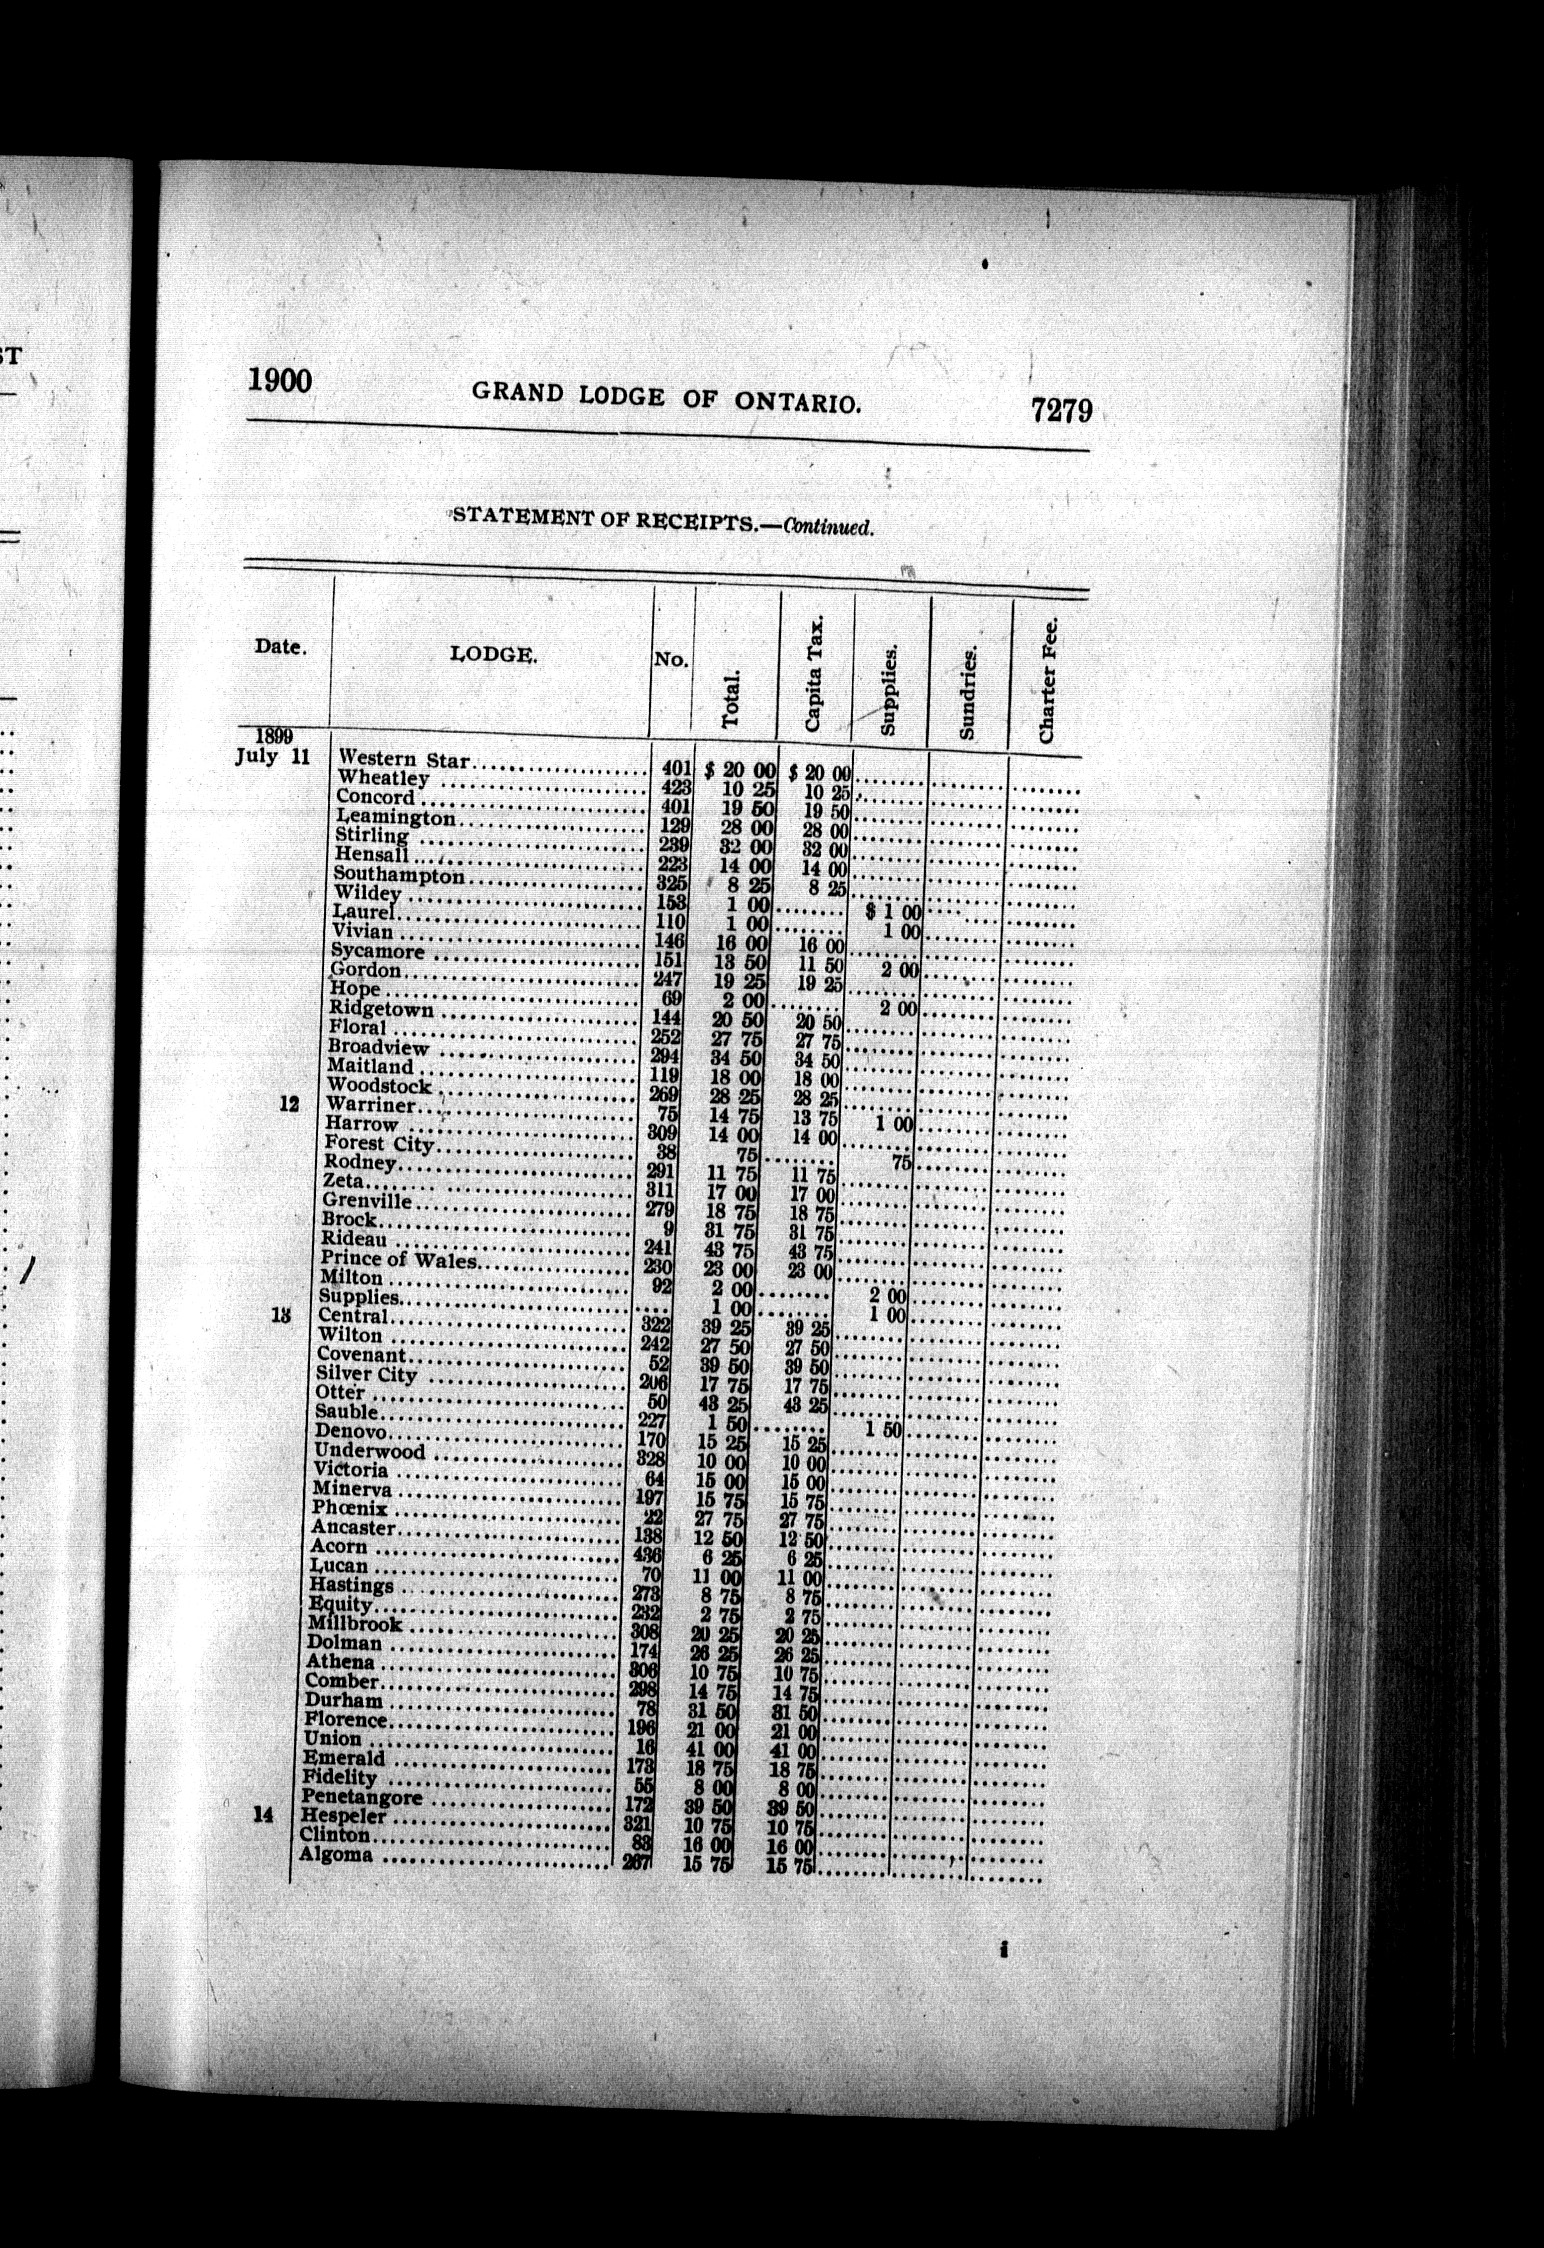 ST
1900 GRAND LODGE OF ONTARIO. 7279
STATEMENT OF RECEIPTS.—Continued.
Date. LODGE. No. Total. Capita Tax. Supplies. Sundries. Charter Fee.
1899
July 11 Western Star 401 $ 20 00 $ 20 00
Wheatley 423 10 25 10 25
Concord 401 19 50 19 50
Leamington 129 28 00 28 00
Stirling 239 32 00 32 00
Hensall 223 14 00 14 00
Southampton 325 8 25 8 25
Wildey 153 1 00 $ 1 00
Laurel 110 1 00 1 00
Vivian 146 16 00 16 00
Sycamore 151 13 50 11 50 2 00
Gordon 247 19 25 19 25
Hope 69 2 00 2 00
Ridgetown 144 20 50 20 50
Floral 252 27 75 27 75
Broadview 294 34 50 34 50
Maitland 119 18 00 18 00
Woodstock 269 28 25 28 25
12 Warriner 75 14 75 13 75 1 00
Harrow 309 14 00 14 00
Forest City 38 75 75
Rodney 291 11 75 11 75
Zeta 311 17 00 17 00
Grenville 279 18 75 18 75
Brock 9 31 75 31 75
Rideau 241 43 75 43 75
Prince of Wales 230 23 00 23 00
Milton 92 2 00 2 00
Supplies 1 00 1 00
13 Central 322 39 25 39 25
Wilton 242 27 50 27 50
Covenant 52 39 50 39 50
Silver City 206 17 75 17 75
Otter 50 43 25 43 25
Sauble 227 1 50 1 50
Denovo 170 15 25 15 25
Underwood 328 10 00 10 00
Victoria 64 15 00 15 00
Minerva 197 15 75 15 75
Phœnix 22 27 75 27 75
Ancaster 138 12 50 12 50
Acorn 436 6 25 6 25
Lucan 70 11 00 11 00
Hastings 273 8 75 8 75
Equity 232 2 75 2 75
Millbrook 308 20 25 20 25
Dolman 174 26 25 26 25
Athena 306 10 75 10 75
Comber 298 14 75 14 75
Durham 78 31 50 31 50
Florence 196 21 00 21 00
Union 16 41 00 41 00
Emerald 173 18 75 18 75
Fidelity 55 8 00 8 00
Penetangore 172 39 50 39 50
14 Hespeler 321 10 75 10 75
Clinton 83 16 00 16 00
Algoma 267 15 75 15 75
i